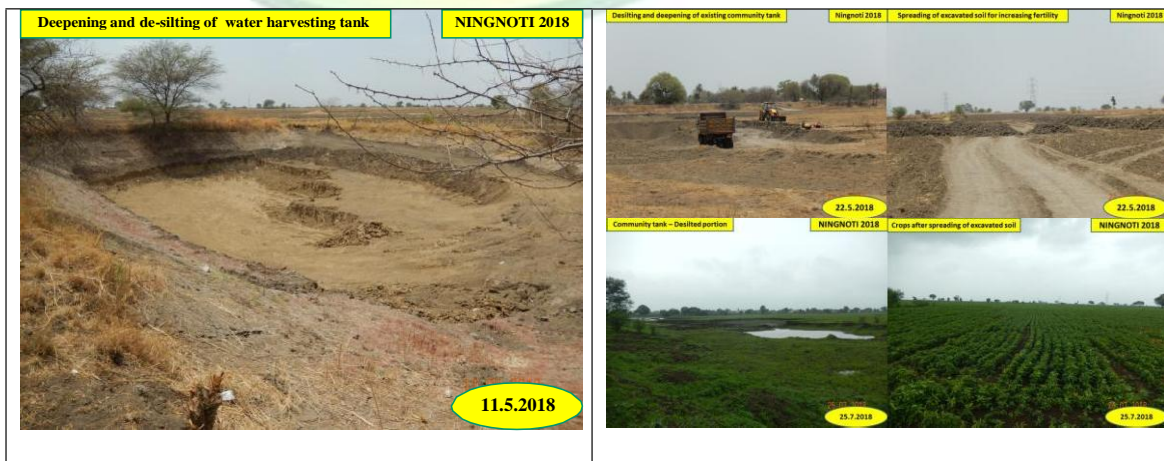 Deepening and de-silting of water harvesting tank
NINGNOTI 2018
11.5.2018
Desilting and deepening of existing community tank
Ningnoti 2018
22.5.2018
Spreading of excavated soil for increasing fertility
Ningnoti 2018
22.5.2018
Community tank – Desilted portion
NINGNOTI 2018
25.7.2018
Crops after spreading of excavated soil
NINGNOTI 2018
25.7.2018